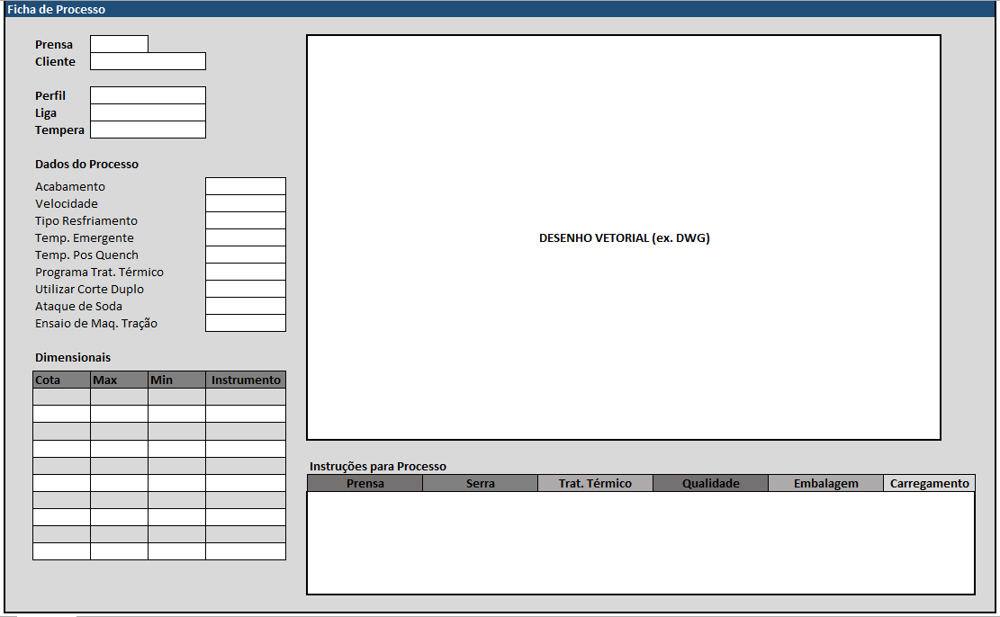 Ficha de Processo
Prensa
Cliente
Perfil
Liga
Tempera
Dados do Processo
Acabamento
Velocidade
Tipo Resfriamento
Temp. Emergente
Temp. Pos Quench
Programa Trat. Térmico
Utilizar Corte Duplo
Ataque de Soda
Ensaio de Maq. Tração
Dimensionais
Cota Max Min Instrumento
DESENHO VETORIAL (ex. DWG)
Instruções para Processo
Prensa Serra Trat. Térmico Qualidade Embalagem Carregamento